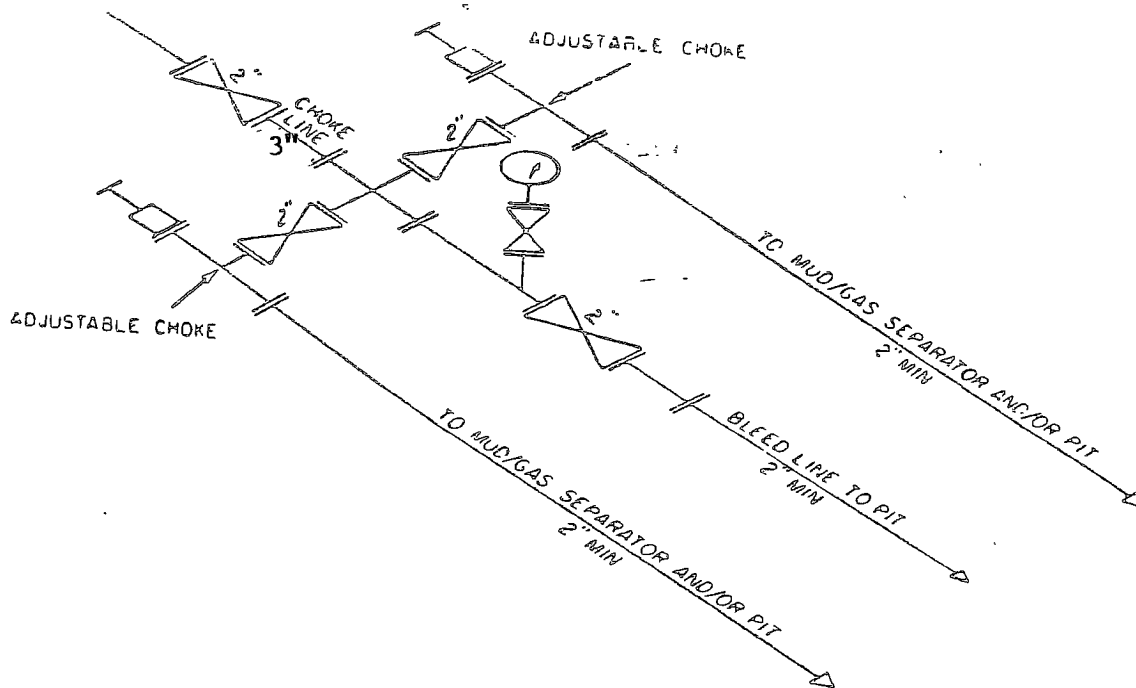 ADJUSTABLE CHOKE
2"
CHOKE
LINE
3"
2"
2"
ADJUSTABLE CHOKE
2"
TO MUD/GAS SEPARATOR AND/OR PIT
2" MIN
BLEED LINE TO PIT
2" MIN
TO MUD/GAS SEPARATOR AND/OR PIT
2" MIN